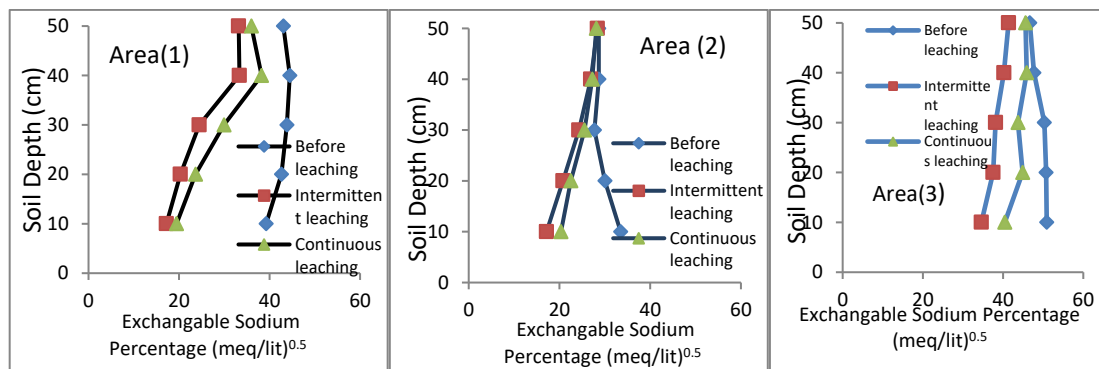 50
40
30
20
10
0
Soil Depth (cm)
Area(1)
Before
leaching
Intermitten
t leaching
Continuous
leaching
0 20 40 60
Exchangable Sodium
Percentage (meq/lit)0.5
50
40
30
20
10
0
Soil Depth (cm)
Area (2)
Before
leaching
Intermittent
leaching
Continuous
leaching
0 20 40 60
Exchangable Sodium
Percentage (meq/lit)0.5
50
40
30
20
10
0
Soil Depth (cm)
Before
leaching
Intermitte
nt
leaching
Continuou
s leaching
Area(3)
0 20 40 60
Exchangable Sodium Percentage
(meq/lit)0.5